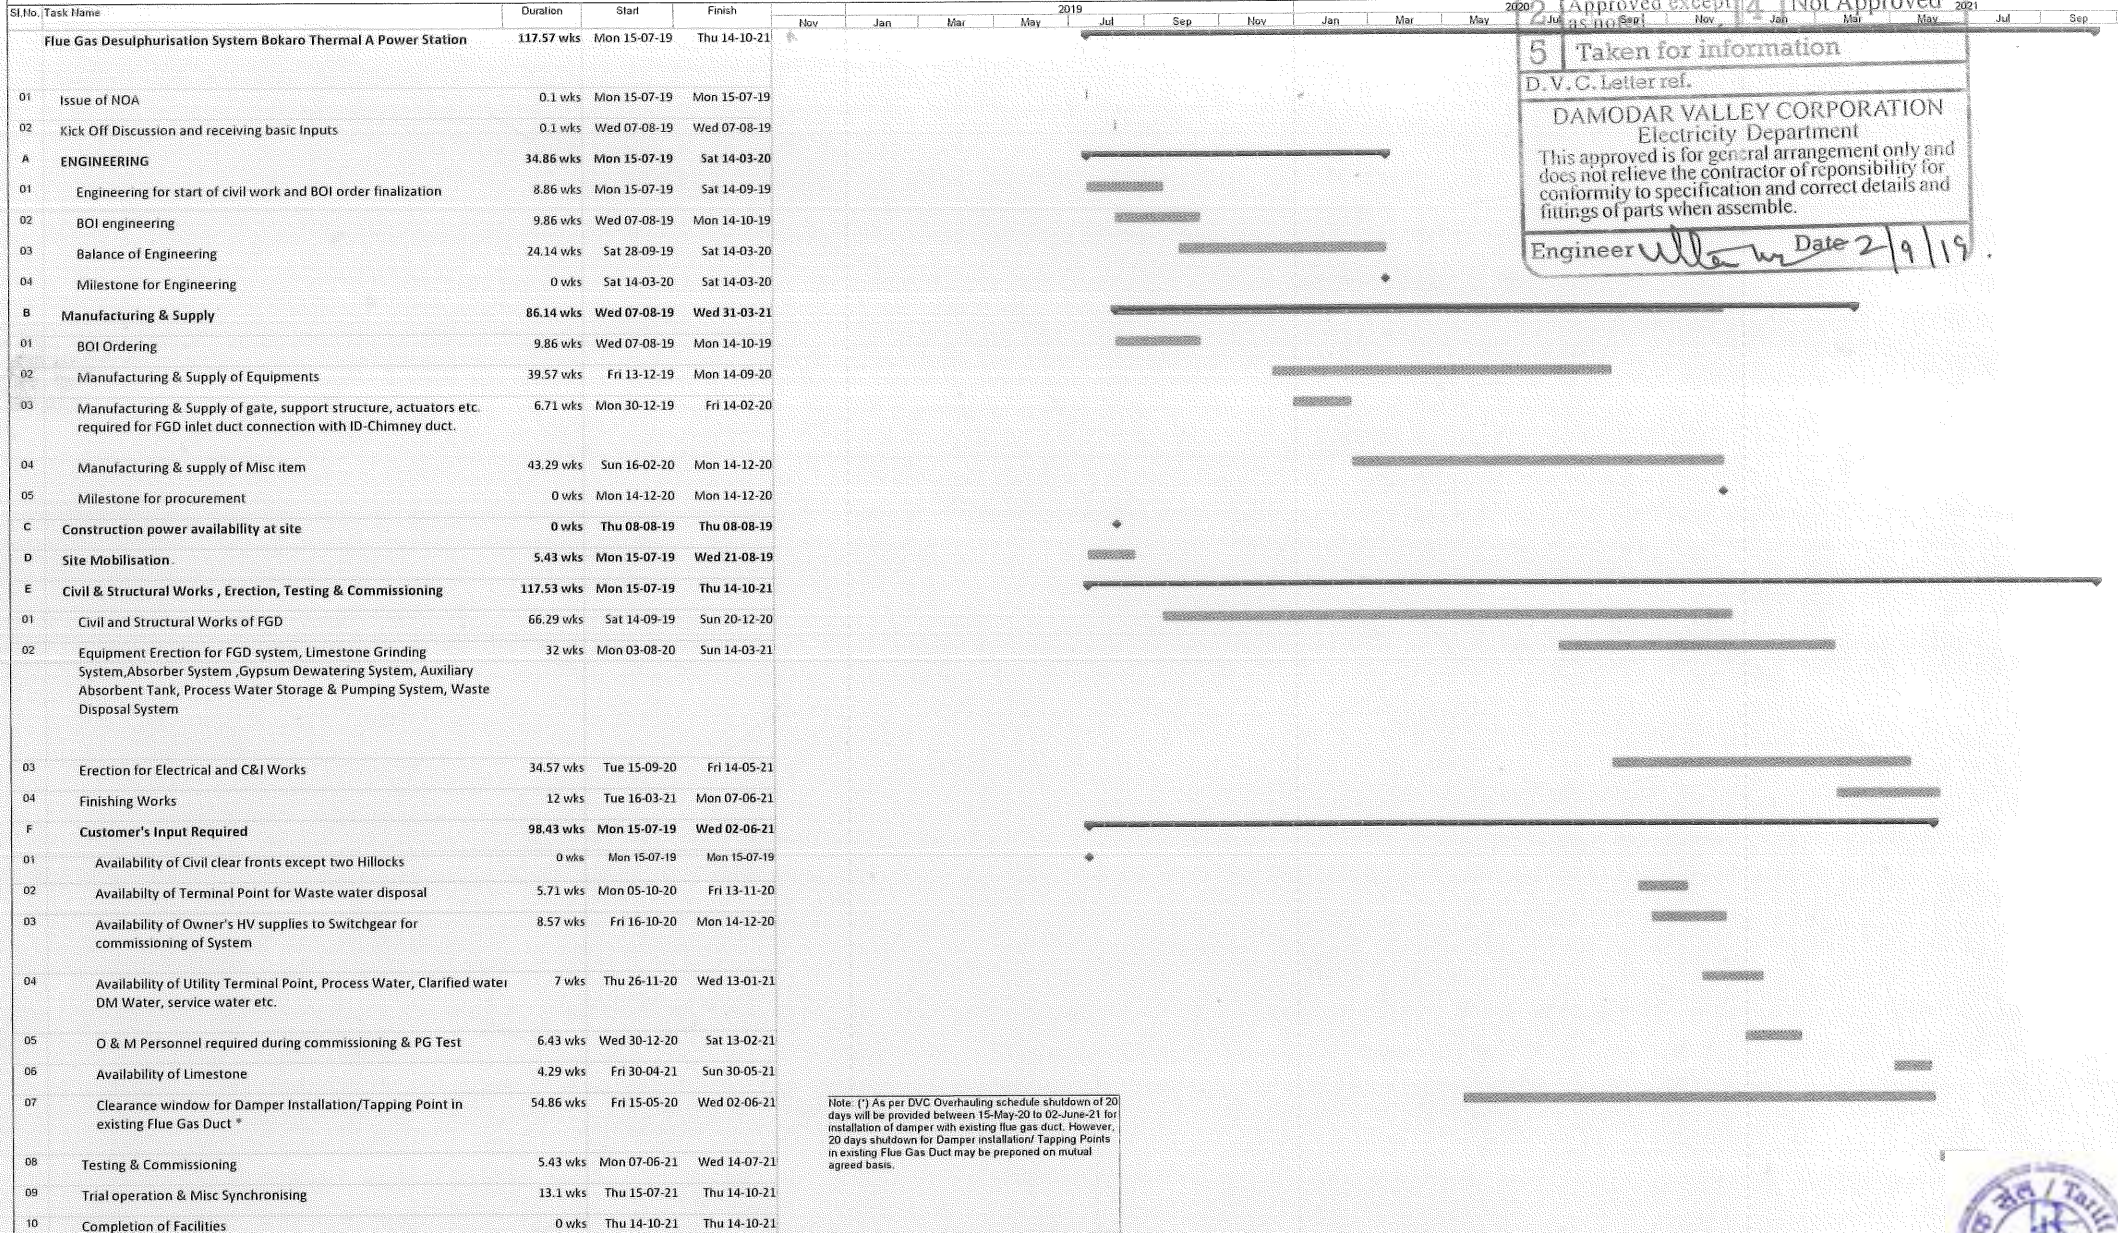 Sl.No. Task Name Duration Start Finish 2019 2020 2021
Nov Jan Mar May Jul Sep Nov Jan Mar May Jul Sep Nov Jan Mar May Jul Sep
2 Approved except 4 Not Approved
as noted
Flue Gas Desulphurisation System Bokaro Thermal A Power Station 117.57 wks Mon 15-07-19 Thu 14-10-21
5 Taken for information
D.V.C. Letter ref.
DAMODAR VALLEY CORPORATION
Electricity Department
This approved is for general arrangement only and
does not relieve the contractor of reponsibility for
conformity to specification and correct details and
fittings of parts when assemble.
Engineer Date 2/9/19.
01 Issue of NOA 0.1 wks Mon 15-07-19 Mon 15-07-19
02 Kick Off Discussion and receiving basic Inputs 0.1 wks Wed 07-08-19 Wed 07-08-19
A ENGINEERING 34.86 wks Mon 15-07-19 Sat 14-03-20
01 Engineering for start of civil work and BOI order finalization 8.86 wks Mon 15-07-19 Sat 14-09-19
02 BOI engineering 9.86 wks Wed 07-08-19 Mon 14-10-19
03 Balance of Engineering 24.14 wks Sat 28-09-19 Sat 14-03-20
04 Milestone for Engineering 0 wks Sat 14-03-20 Sat 14-03-20
B Manufacturing & Supply 86.14 wks Wed 07-08-19 Wed 31-03-21
01 BOI Ordering 9.86 wks Wed 07-08-19 Mon 14-10-19
02 Manufacturing & Supply of Equipments 39.57 wks Fri 13-12-19 Mon 14-09-20
03 Manufacturing & Supply of gate, support structure, actuators etc. 6.71 wks Mon 30-12-19 Fri 14-02-20
required for FGD inlet duct connection with ID-Chimney duct.
04 Manufacturing & supply of Misc item 43.29 wks Sun 16-02-20 Mon 14-12-20
05 Milestone for procurement 0 wks Mon 14-12-20 Mon 14-12-20
C Construction power availability at site 0 wks Thu 08-08-19 Thu 08-08-19
D Site Mobilisation 5.43 wks Mon 15-07-19 Wed 21-08-19
E Civil & Structural Works , Erection, Testing & Commissioning 117.53 wks Mon 15-07-19 Thu 14-10-21
01 Civil and Structural Works of FGD 66.29 wks Sat 14-09-19 Sun 20-12-20
02 Equipment Erection for FGD system, Limestone Grinding 32 wks Mon 03-08-20 Sun 14-03-21
System,Absorber System ,Gypsum Dewatering System, Auxiliary
Absorbent Tank, Process Water Storage & Pumping System, Waste
Disposal System
03 Erection for Electrical and C&I Works 34.57 wks Tue 15-09-20 Fri 14-05-21
04 Finishing Works 12 wks Tue 16-03-21 Mon 07-06-21
F Customer's Input Required 98.43 wks Mon 15-07-19 Wed 02-06-21
01 Availability of Civil clear fronts except two Hillocks 0 wks Mon 15-07-19 Mon 15-07-19
02 Availabilty of Terminal Point for Waste water disposal 5.71 wks Mon 05-10-20 Fri 13-11-20
03 Availability of Owner's HV supplies to Switchgear for 8.57 wks Fri 16-10-20 Mon 14-12-20
commissioning of System
04 Availability of Utility Terminal Point, Process Water, Clarified water 7 wks Thu 26-11-20 Wed 13-01-21
DM Water, service water etc.
05 O & M Personnel required during commissioning & PG Test 6.43 wks Wed 30-12-20 Sat 13-02-21
06 Availability of Limestone 4.29 wks Fri 30-04-21 Sun 30-05-21
07 Clearance window for Damper Installation/Tapping Point in 54.86 wks Fri 15-05-20 Wed 02-06-21
existing Flue Gas Duct *
Note: (*) As per DVC Overhauling schedule shutdown of 20
days will be provided between 15-May-20 to 02-June-21 for
installation of damper with existing flue gas duct. However,
20 days shutdown for Damper installation/ Tapping Points
in existing Flue Gas Duct may be preponed on mutual
agreed basis.
08 Testing & Commissioning 5.43 wks Mon 07-06-21 Wed 14-07-21
09 Trial operation & Misc Synchronising 13.1 wks Thu 15-07-21 Thu 14-10-21
10 Completion of Facilities 0 wks Thu 14-10-21 Thu 14-10-21
सेल / Tariff